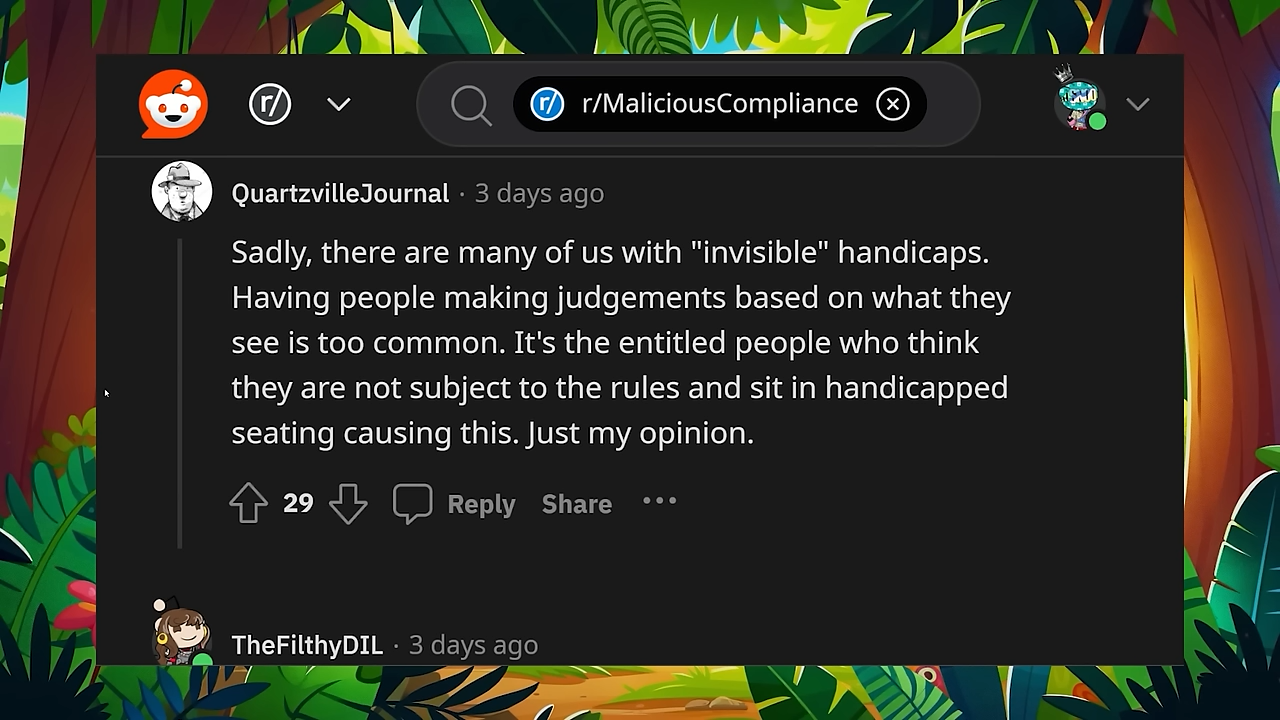 r/ r/MaliciousCompliance
QuartzvilleJournal · 3 days ago
Sadly, there are many of us with "invisible" handicaps.
Having people making judgements based on what they
see is too common. It's the entitled people who think
they are not subject to the rules and sit in handicapped
seating causing this. Just my opinion.
29 Reply Share ···
TheFilthyDIL · 3 days ago